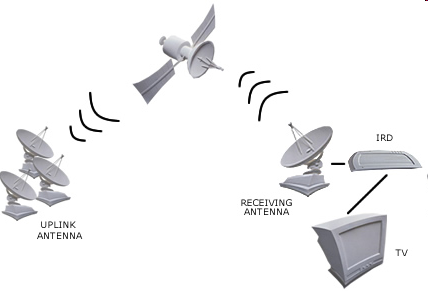 IRD
RECEIVING
ANTENNA
UPLINK
ANTENNA
TV